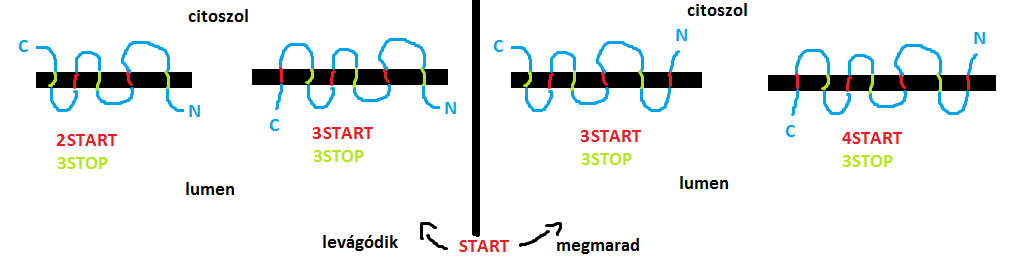 citoszol
citoszol
C
N
C
N
C
N
N
C
2START
3STOP
3START
3STOP
3START
3STOP
4START
3STOP
lumen
lumen
levágódik
START
megmarad